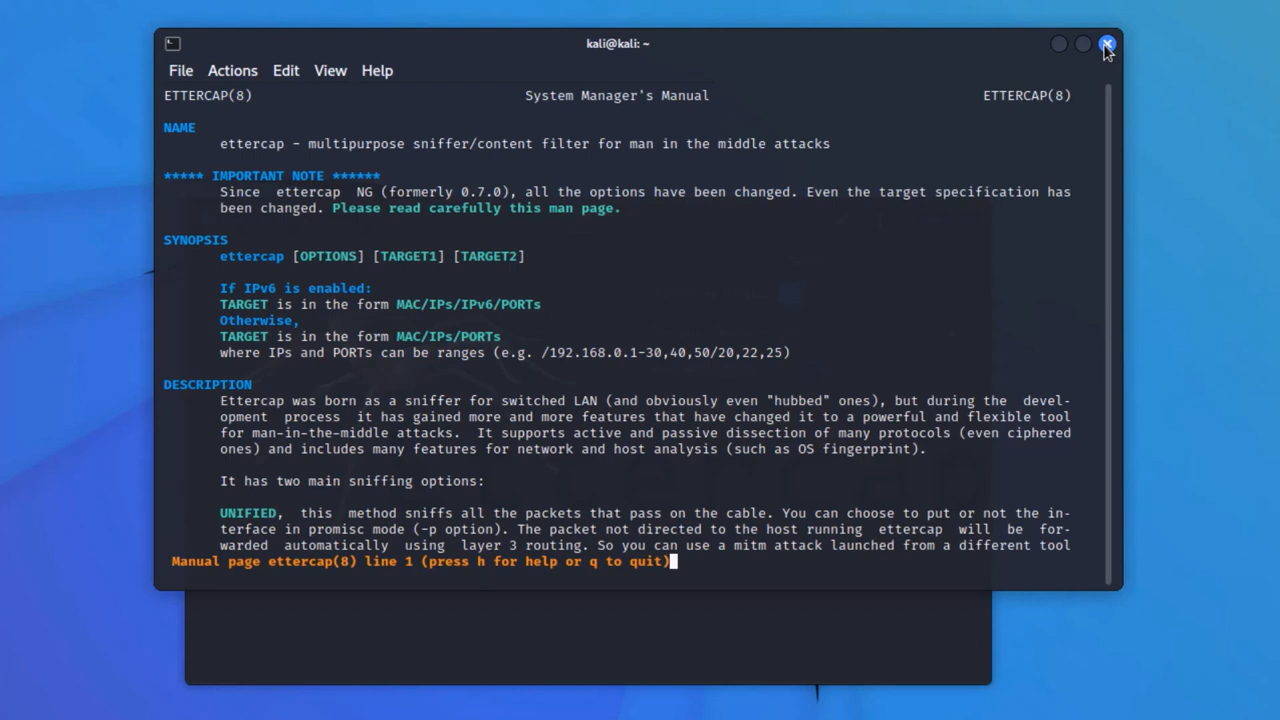 kali@kali: ~
File Actions Edit View Help
ETTERCAP(8) System Manager's Manual ETTERCAP(8)
NAME
ettercap - multipurpose sniffer/content filter for man in the middle attacks
***** IMPORTANT NOTE ******
Since ettercap NG (formerly 0.7.0), all the options have been changed. Even the target specification has
been changed. Please read carefully this man page.
SYNOPSIS
ettercap [OPTIONS] [TARGET1] [TARGET2]
If IPv6 is enabled:
TARGET is in the form MAC/IPs/IPv6/PORTs
Otherwise,
TARGET is in the form MAC/IPs/PORTs
where IPs and PORTs can be ranges (e.g. /192.168.0.1-30,40,50/20,22,25)
DESCRIPTION
Ettercap was born as a sniffer for switched LAN (and obviously even "hubbed" ones), but during the devel-
opment process it has gained more and more features that have changed it to a powerful and flexible tool
for man-in-the-middle attacks. It supports active and passive dissection of many protocols (even ciphered
ones) and includes many features for network and host analysis (such as OS fingerprint).
It has two main sniffing options:
UNIFIED, this method sniffs all the packets that pass on the cable. You can choose to put or not the in-
terface in promisc mode (-p option). The packet not directed to the host running ettercap will be for-
warded automatically using layer 3 routing. So you can use a mitm attack launched from a different tool
Manual page ettercap(8) line 1 (press h for help or q to quit)